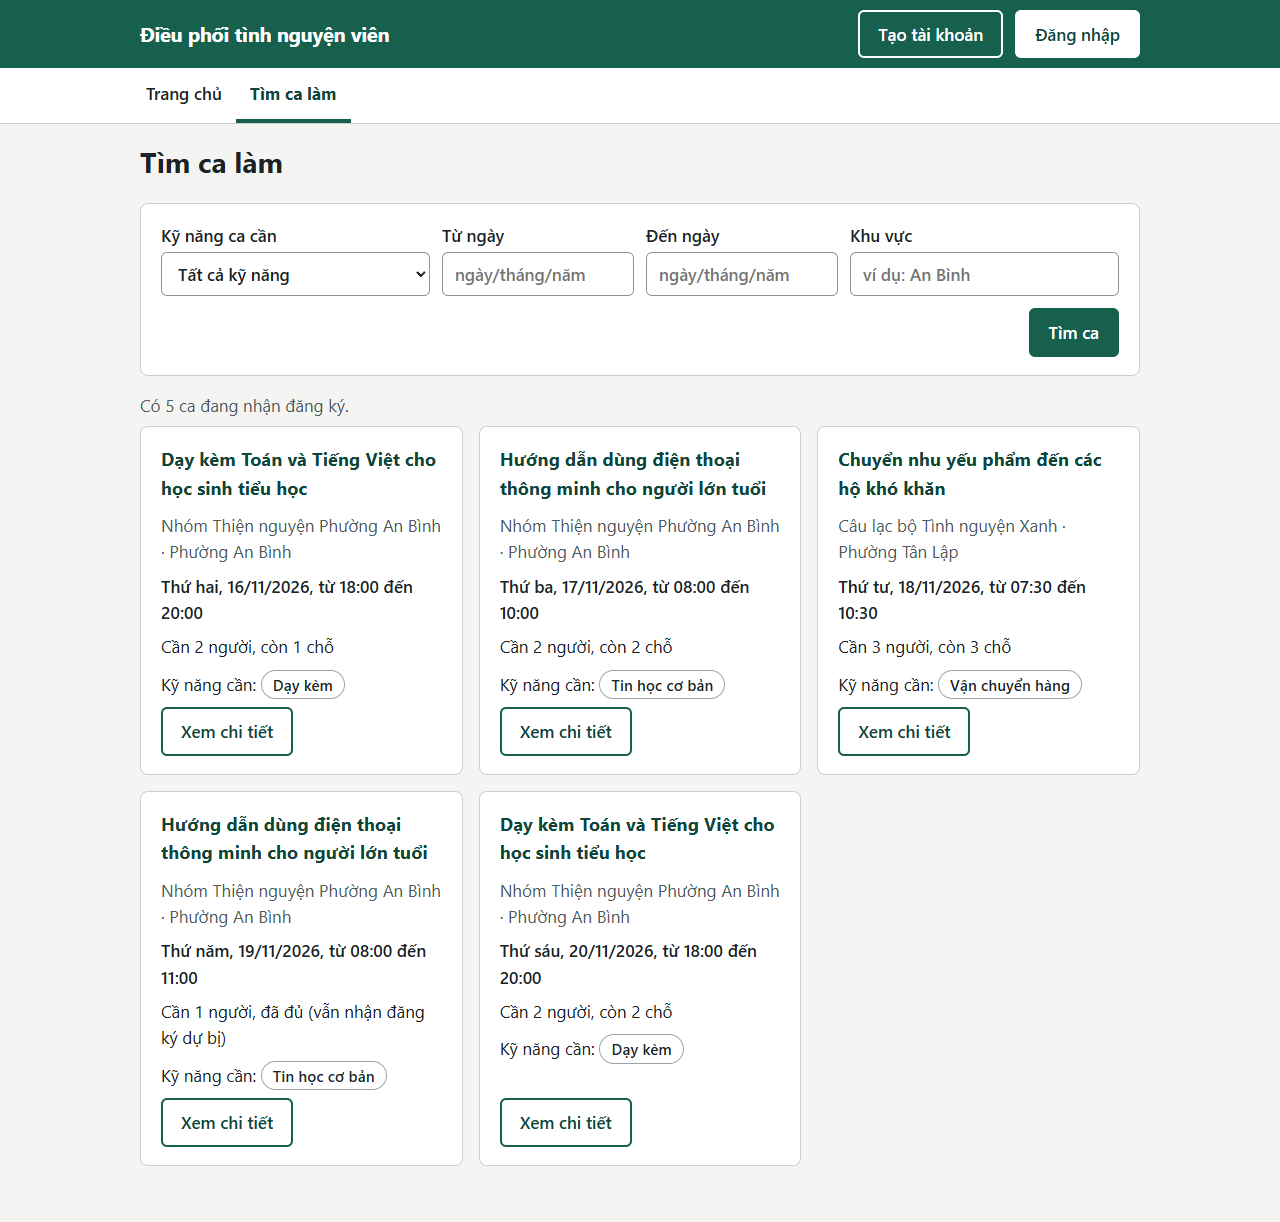 Điều phối tình nguyện viên
Tạo tài khoản
Đăng nhập
Trang chủ
Tìm ca làm
Tìm ca làm
Kỹ năng ca cần
Từ ngày
Đến ngày
Khu vực
Tất cả kỹ năng
ngày/tháng/năm
ngày/tháng/năm
ví dụ: An Bình
Tìm ca
Có 5 ca đang nhận đăng ký.
Dạy kèm Toán và Tiếng Việt cho
học sinh tiểu học
Nhóm Thiện nguyện Phường An Bình
· Phường An Bình
Thứ hai, 16/11/2026, từ 18:00 đến
20:00
Cần 2 người, còn 1 chỗ
Kỹ năng cần: Dạy kèm
Xem chi tiết
Hướng dẫn dùng điện thoại
thông minh cho người lớn tuổi
Nhóm Thiện nguyện Phường An Bình
· Phường An Bình
Thứ ba, 17/11/2026, từ 08:00 đến
10:00
Cần 2 người, còn 2 chỗ
Kỹ năng cần: Tin học cơ bản
Xem chi tiết
Chuyển nhu yếu phẩm đến các
hộ khó khăn
Câu lạc bộ Tình nguyện Xanh ·
Phường Tân Lập
Thứ tư, 18/11/2026, từ 07:30 đến
10:30
Cần 3 người, còn 3 chỗ
Kỹ năng cần: Vận chuyển hàng
Xem chi tiết
Hướng dẫn dùng điện thoại
thông minh cho người lớn tuổi
Nhóm Thiện nguyện Phường An Bình
· Phường An Bình
Thứ năm, 19/11/2026, từ 08:00 đến
11:00
Cần 1 người, đã đủ (vẫn nhận đăng
ký dự bị)
Kỹ năng cần: Tin học cơ bản
Xem chi tiết
Dạy kèm Toán và Tiếng Việt cho
học sinh tiểu học
Nhóm Thiện nguyện Phường An Bình
· Phường An Bình
Thứ sáu, 20/11/2026, từ 18:00 đến
20:00
Cần 2 người, còn 2 chỗ
Kỹ năng cần: Dạy kèm
Xem chi tiết